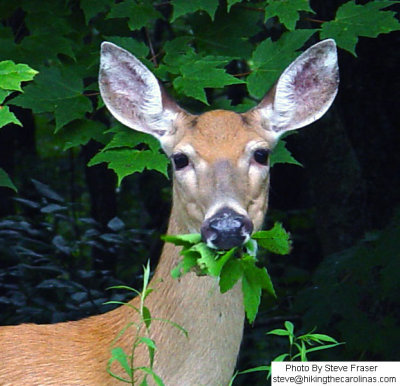 Photo By Steve Fraser
steve@hikingthecarolinas.com